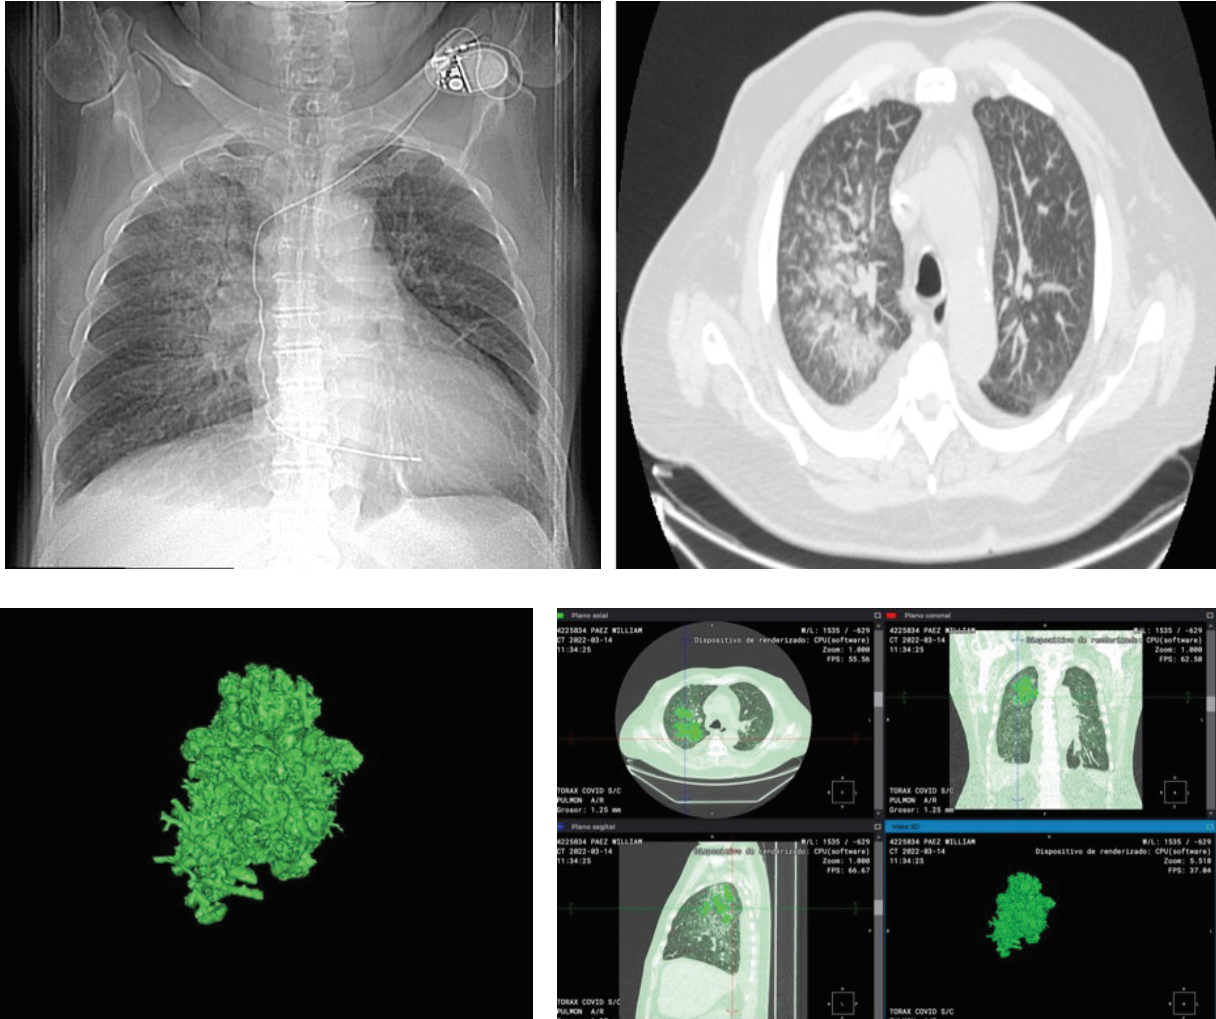 Plano axial
4225834 PAEZ WILLIAM
CT 2022-03-14
11:34:25
W/L: 1535 / -629
Dispositivo de renderizado: CPU(software)
Zoom: 1.000
FPS: 55.56
L
TORAX COVID S/C
PULMON A/R
Grosor: 1.25 mm
Plano coronal
4225834 PAEZ WILLIAM
CT 2022-03-14
11:34:25
W/L: 1535 / -629
Dispositivo de renderizado: CPU(software)
Zoom: 1.000
FPS: 62.50
TORAX COVID S/C
PULMON A/R
Grosor: 1.25 mm
Plano sagital
4225834 PAEZ WILLIAM
CT 2022-03-14
11:34:25
W/L: 1535 / -629
Dispositivo de renderizado: CPU(software)
Zoom: 1.000
FPS: 66.67
TORAX COVID S/C
PULMON A/R
Vista 3D
4225834 PAEZ WILLIAM
CT 2022-03-14
11:34:25
W/L: 1535 / -629
Dispositivo de renderizado: CPU(software)
Zoom: 5.518
FPS: 37.04
TORAX COVID S/C